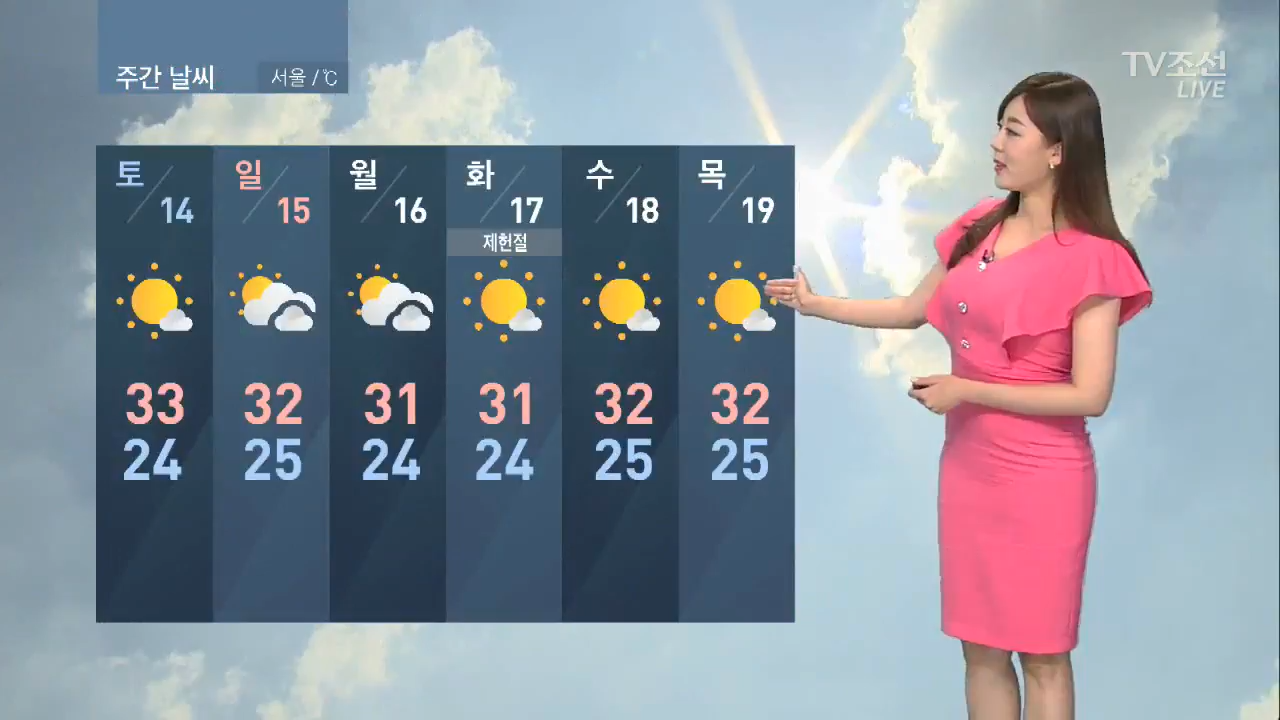 주간 날씨 서울 / ℃
TV조선
LIVE
토 / 14
일 / 15
월 / 16
화 / 17
수 / 18
목 / 19
제헌절
33 32 31 31 32 32
24 25 24 24 25 25